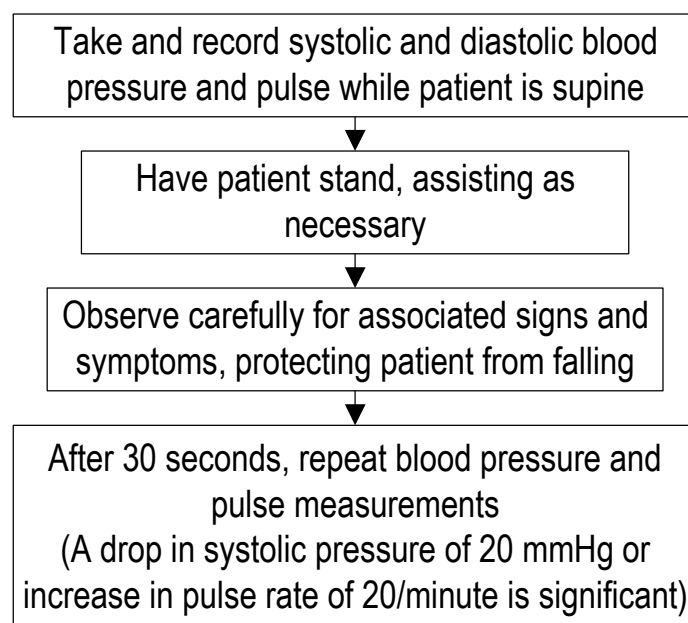 Take and record systolic and diastolic blood
pressure and pulse while patient is supine
Have patient stand, assisting as
necessary
Observe carefully for associated signs and
symptoms, protecting patient from falling
After 30 seconds, repeat blood pressure and
pulse measurements
(A drop in systolic pressure of 20 mmHg or
increase in pulse rate of 20/minute is significant)